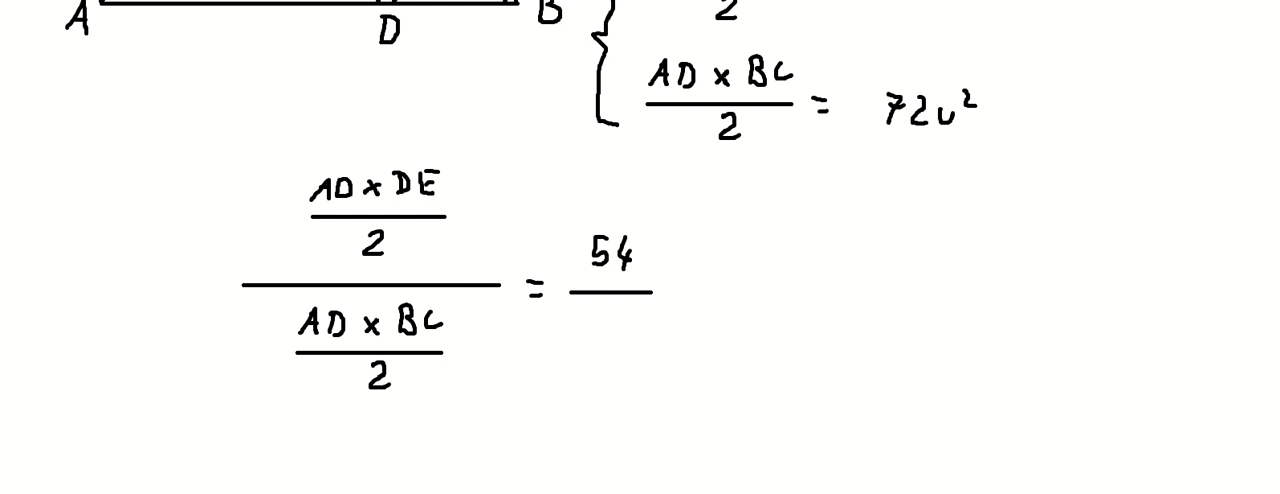 A D B
2
AD x BC
2
= 72u²
AD x DE
2
AD x BC
2
= 54